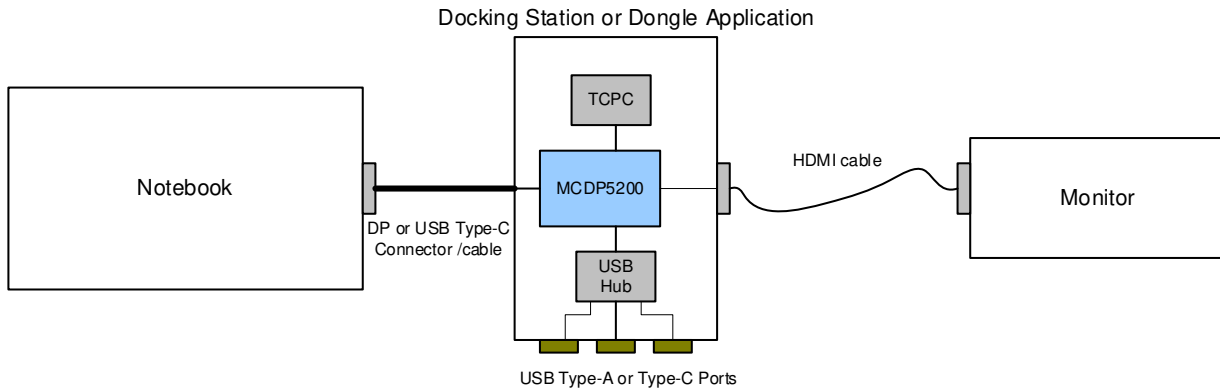 Docking Station or Dongle Application
TCPC
Notebook
MCDP5200
HDMI cable
Monitor
DP or USB Type-C
Connector /cable
USB
Hub
USB Type-A or Type-C Ports